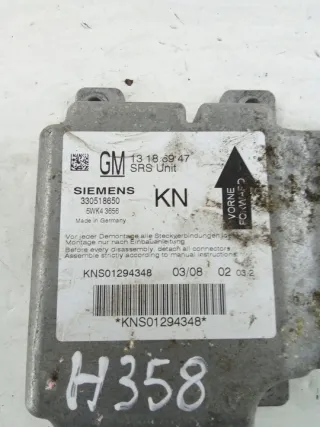 GM 13 18 89 47
SRS Unit
SIEMENS
330518650
KN
5WK4 3656
Made in Germany
VORNE
FORWARD
Vor jeder Demontage alle Steckverbindungen
Montage nur nach Einbauanleitung
Before every disassembly, detach all connectors.
Assemble strictly according to manual instructions.
KNS01294348 03/08 02 03.2
*KNS01294348*
H358